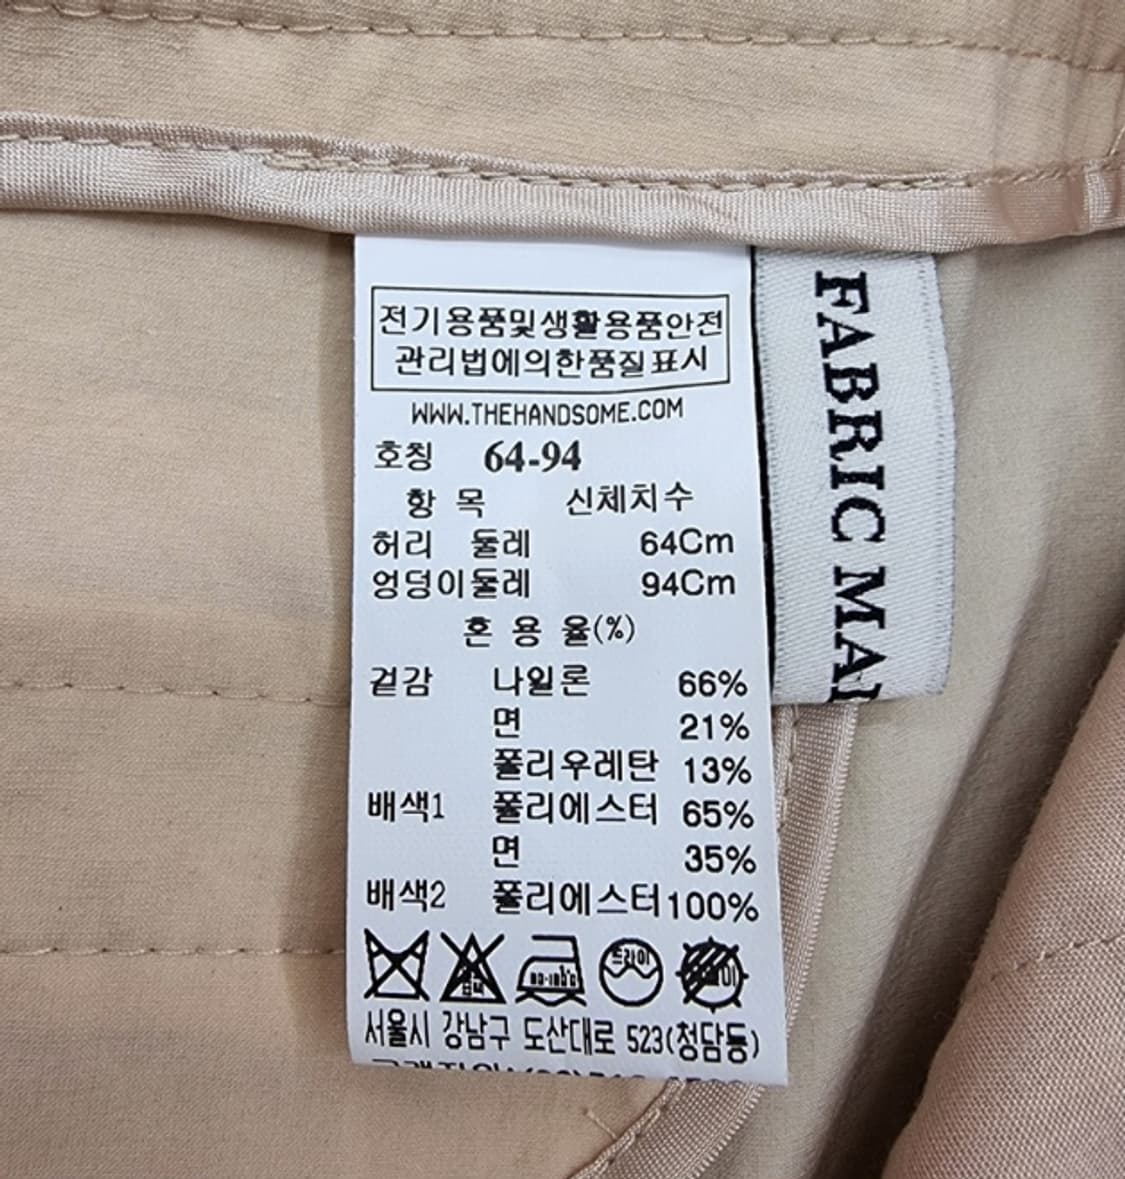 전기용품및생활용품안전
관리법에의한품질표시
WWW.THEHANDSOME.COM
호칭 64-94
항 목 신체치수
허리 둘레 64Cm
엉덩이둘레 94Cm
혼 용 율(%)
겉감 나일론 66%
면 21%
폴리우레탄 13%
배색1 폴리에스터 65%
면 35%
배색2 폴리에스터 100%
드라이
서울시 강남구 도산대로 523(청담동)
FABRIC MA